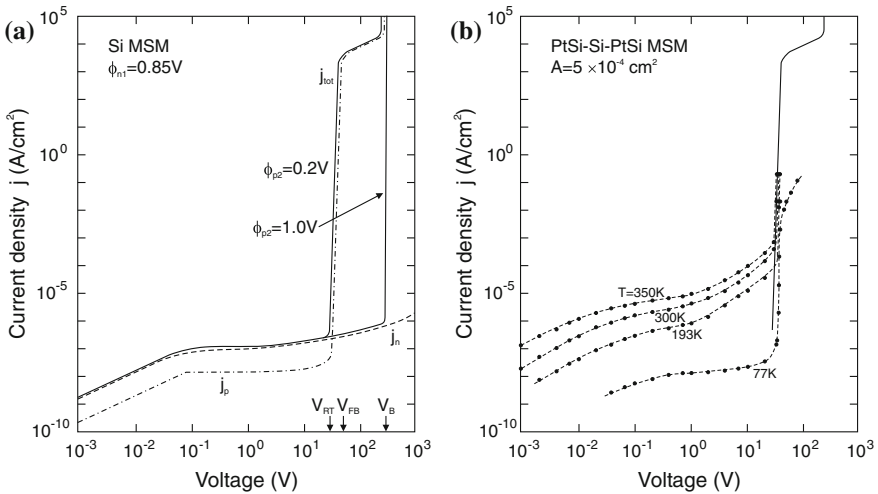 (a)
Si MSM
ϕn1=0.85V
jtot
ϕp2=0.2V
ϕp2=1.0V
jn
jp
VRT VFB VB
10^5
10^0
10^-5
10^-10
10^-3 10^-2 10^-1 10^0 10^1 10^2 10^3
Current density j (A/cm²)
Voltage (V)
(b)
PtSi-Si-PtSi MSM
A=5 ×10^-4 cm²
T=350K
300K
193K
77K
10^5
10^0
10^-5
10^-10
10^-3 10^-2 10^-1 10^0 10^1 10^2 10^3
Current density j (A/cm²)
Voltage (V)